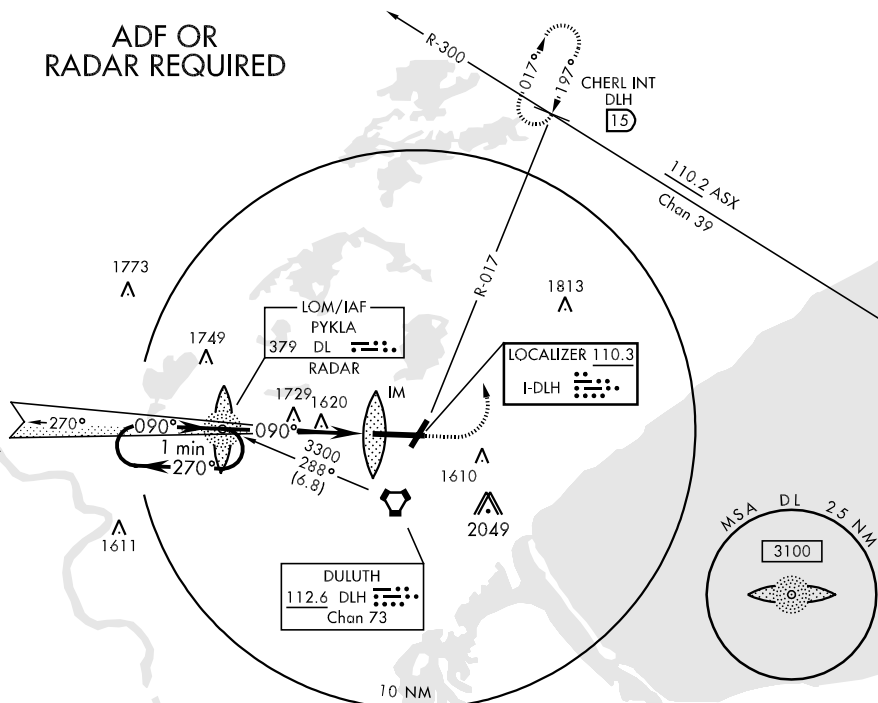 ADF OR
RADAR REQUIRED
R-300
017°
197°
CHERL INT
DLH
15
110.2 ASX
Chan 39
R-017
1773
1813
1749
LOM/IAF
PYKLA
379 DL
RADAR
LOCALIZER 110.3
I-DLH
1729
1620
IM
270°
090°
090°
1 min
270°
3300
288°
(6.8)
1610
2049
1611
DULUTH
112.6 DLH
Chan 73
MSA DL 25 NM
3100
10 NM